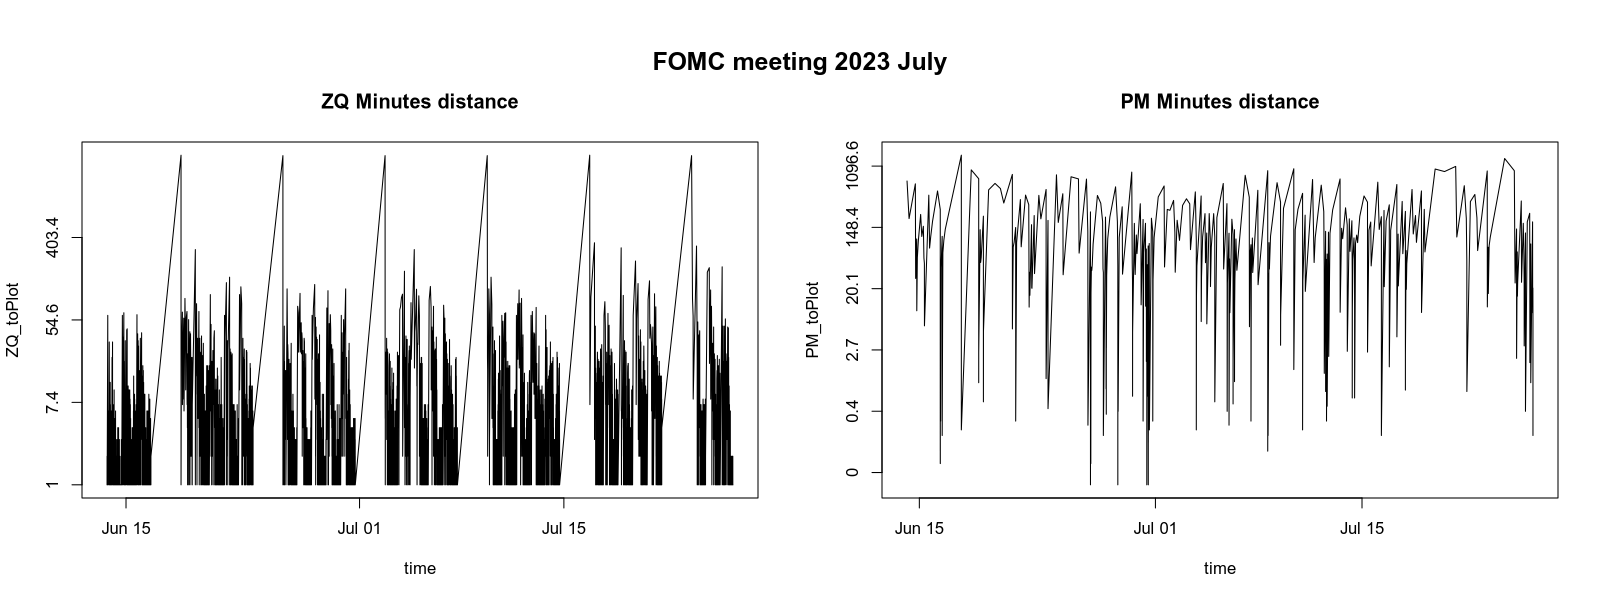 FOMC meeting 2023 July
ZQ Minutes distance
ZQ_toPlot
403.4
54.6
7.4
1
Jun 15
Jul 01
Jul 15
time
PM Minutes distance
PM_toPlot
1096.6
148.4
20.1
2.7
0.4
0
Jun 15
Jul 01
Jul 15
time